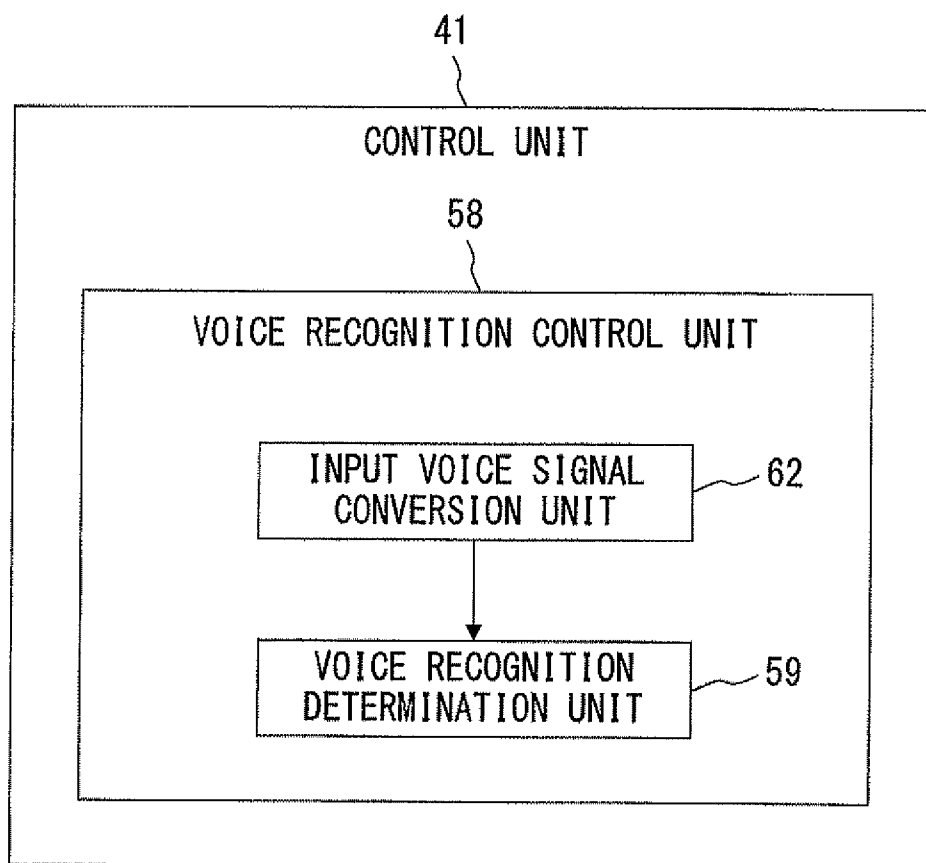 41
CONTROL UNIT
58
VOICE RECOGNITION CONTROL UNIT
INPUT VOICE SIGNAL
CONVERSION UNIT
62
VOICE RECOGNITION
DETERMINATION UNIT
59